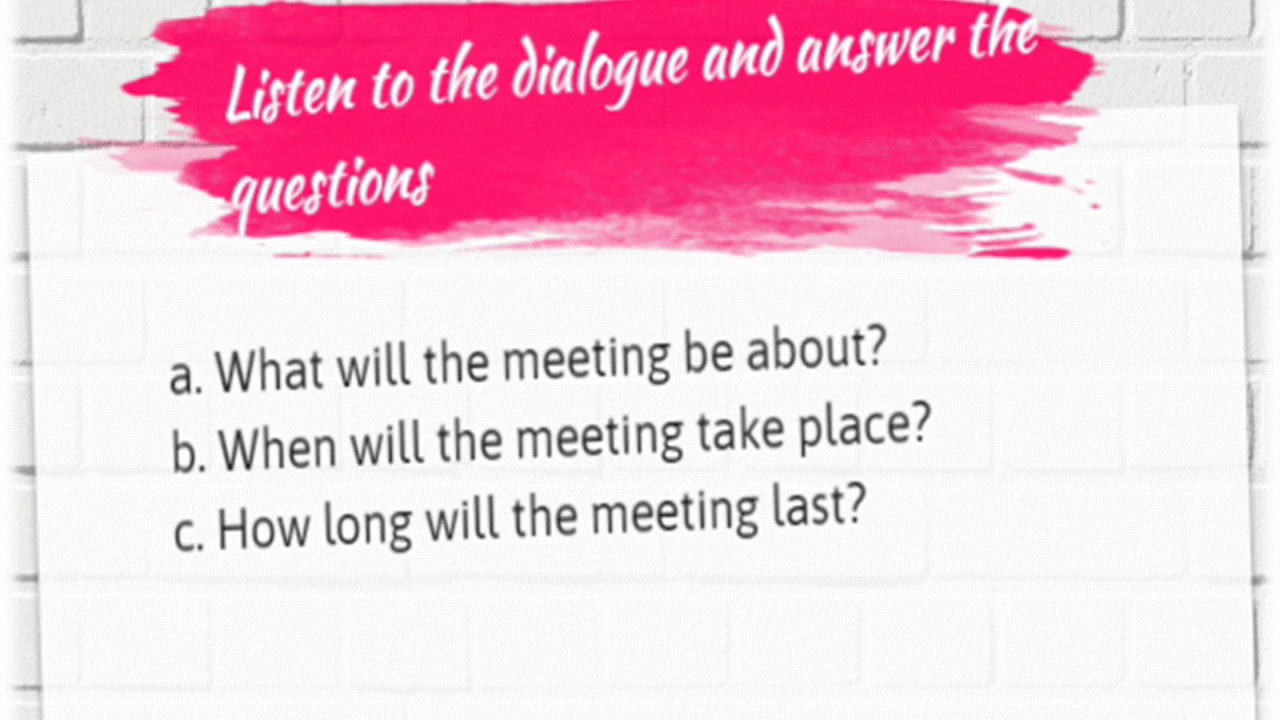 Listen to the dialogue and answer the
questions
a. What will the meeting be about?
b. When will the meeting take place?
c. How long will the meeting last?